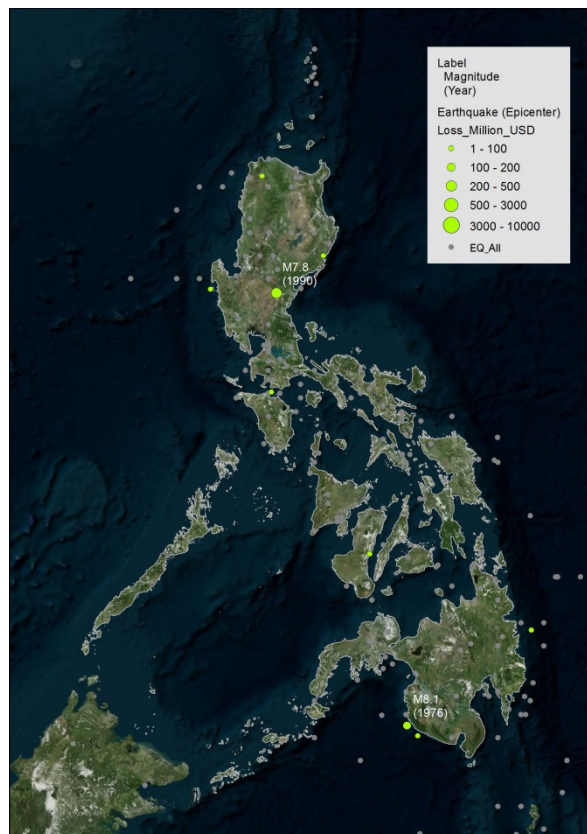 Label
Magnitude
(Year)
Earthquake (Epicenter)
Loss_Million_USD
1 - 100
100 - 200
200 - 500
500 - 3000
3000 - 10000
EQ_All
M7.8
(1990)
M8.1
(1976)